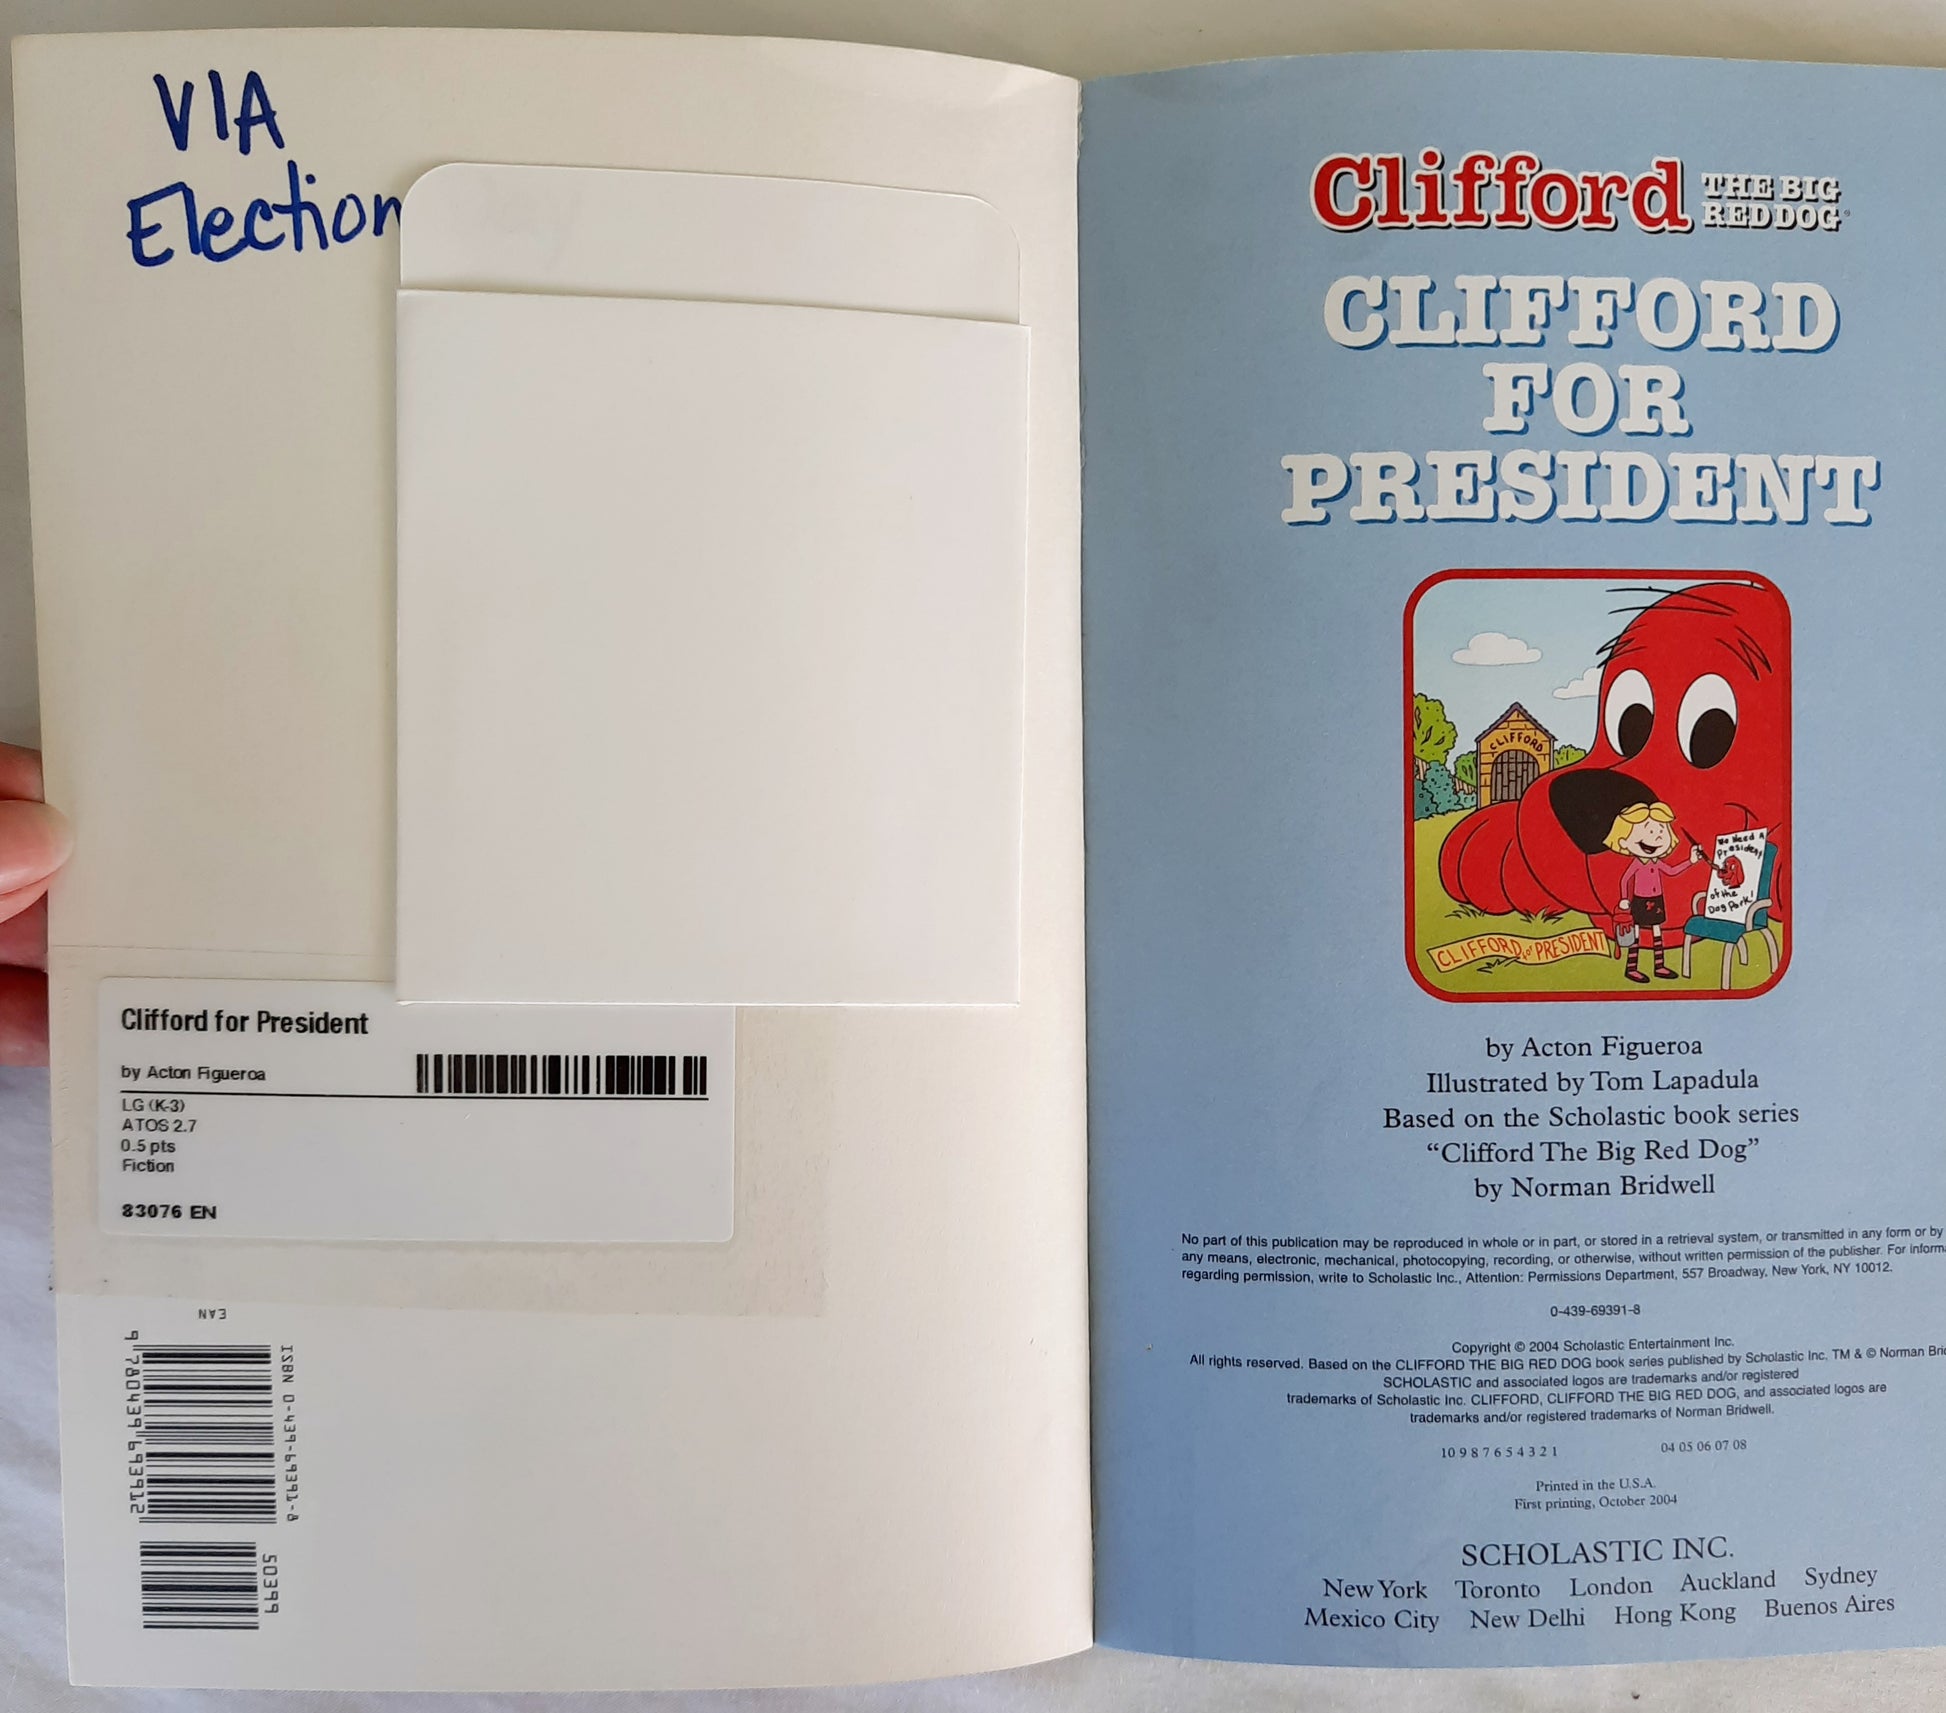 VIA
Election
Clifford for President
by Acton Figueroa
LG (K-3)
ATOS 2.7
0.5 pts
Fiction
83076 EN
EAN
9 780439 693912
ISBN 0-439-69391-8
50399
Clifford THE BIG
RED DOG®
CLIFFORD
FOR
PRESIDENT
CLIFFORD
We Need A
President
of the
Dog Park!
CLIFFORD for PRESIDENT
by Acton Figueroa
Illustrated by Tom Lapadula
Based on the Scholastic book series
“Clifford The Big Red Dog”
by Norman Bridwell
No part of this publication may be reproduced in whole or in part, or stored in a retrieval system, or transmitted in any form or by
any means, electronic, mechanical, photocopying, recording, or otherwise, without written permission of the publisher. For inform
regarding permission, write to Scholastic Inc., Attention: Permissions Department, 557 Broadway, New York, NY 10012.
0-439-69391-8
Copyright © 2004 Scholastic Entertainment Inc.
All rights reserved. Based on the CLIFFORD THE BIG RED DOG book series published by Scholastic Inc. TM & © Norman Bri
SCHOLASTIC and associated logos are trademarks and/or registered
trademarks of Scholastic Inc. CLIFFORD, CLIFFORD THE BIG RED DOG, and associated logos are
trademarks and/or registered trademarks of Norman Bridwell.
10 9 8 7 6 5 4 3 2 1 04 05 06 07 08
Printed in the U.S.A.
First printing, October 2004
SCHOLASTIC INC.
New York Toronto London Auckland Sydney
Mexico City New Delhi Hong Kong Buenos Aires